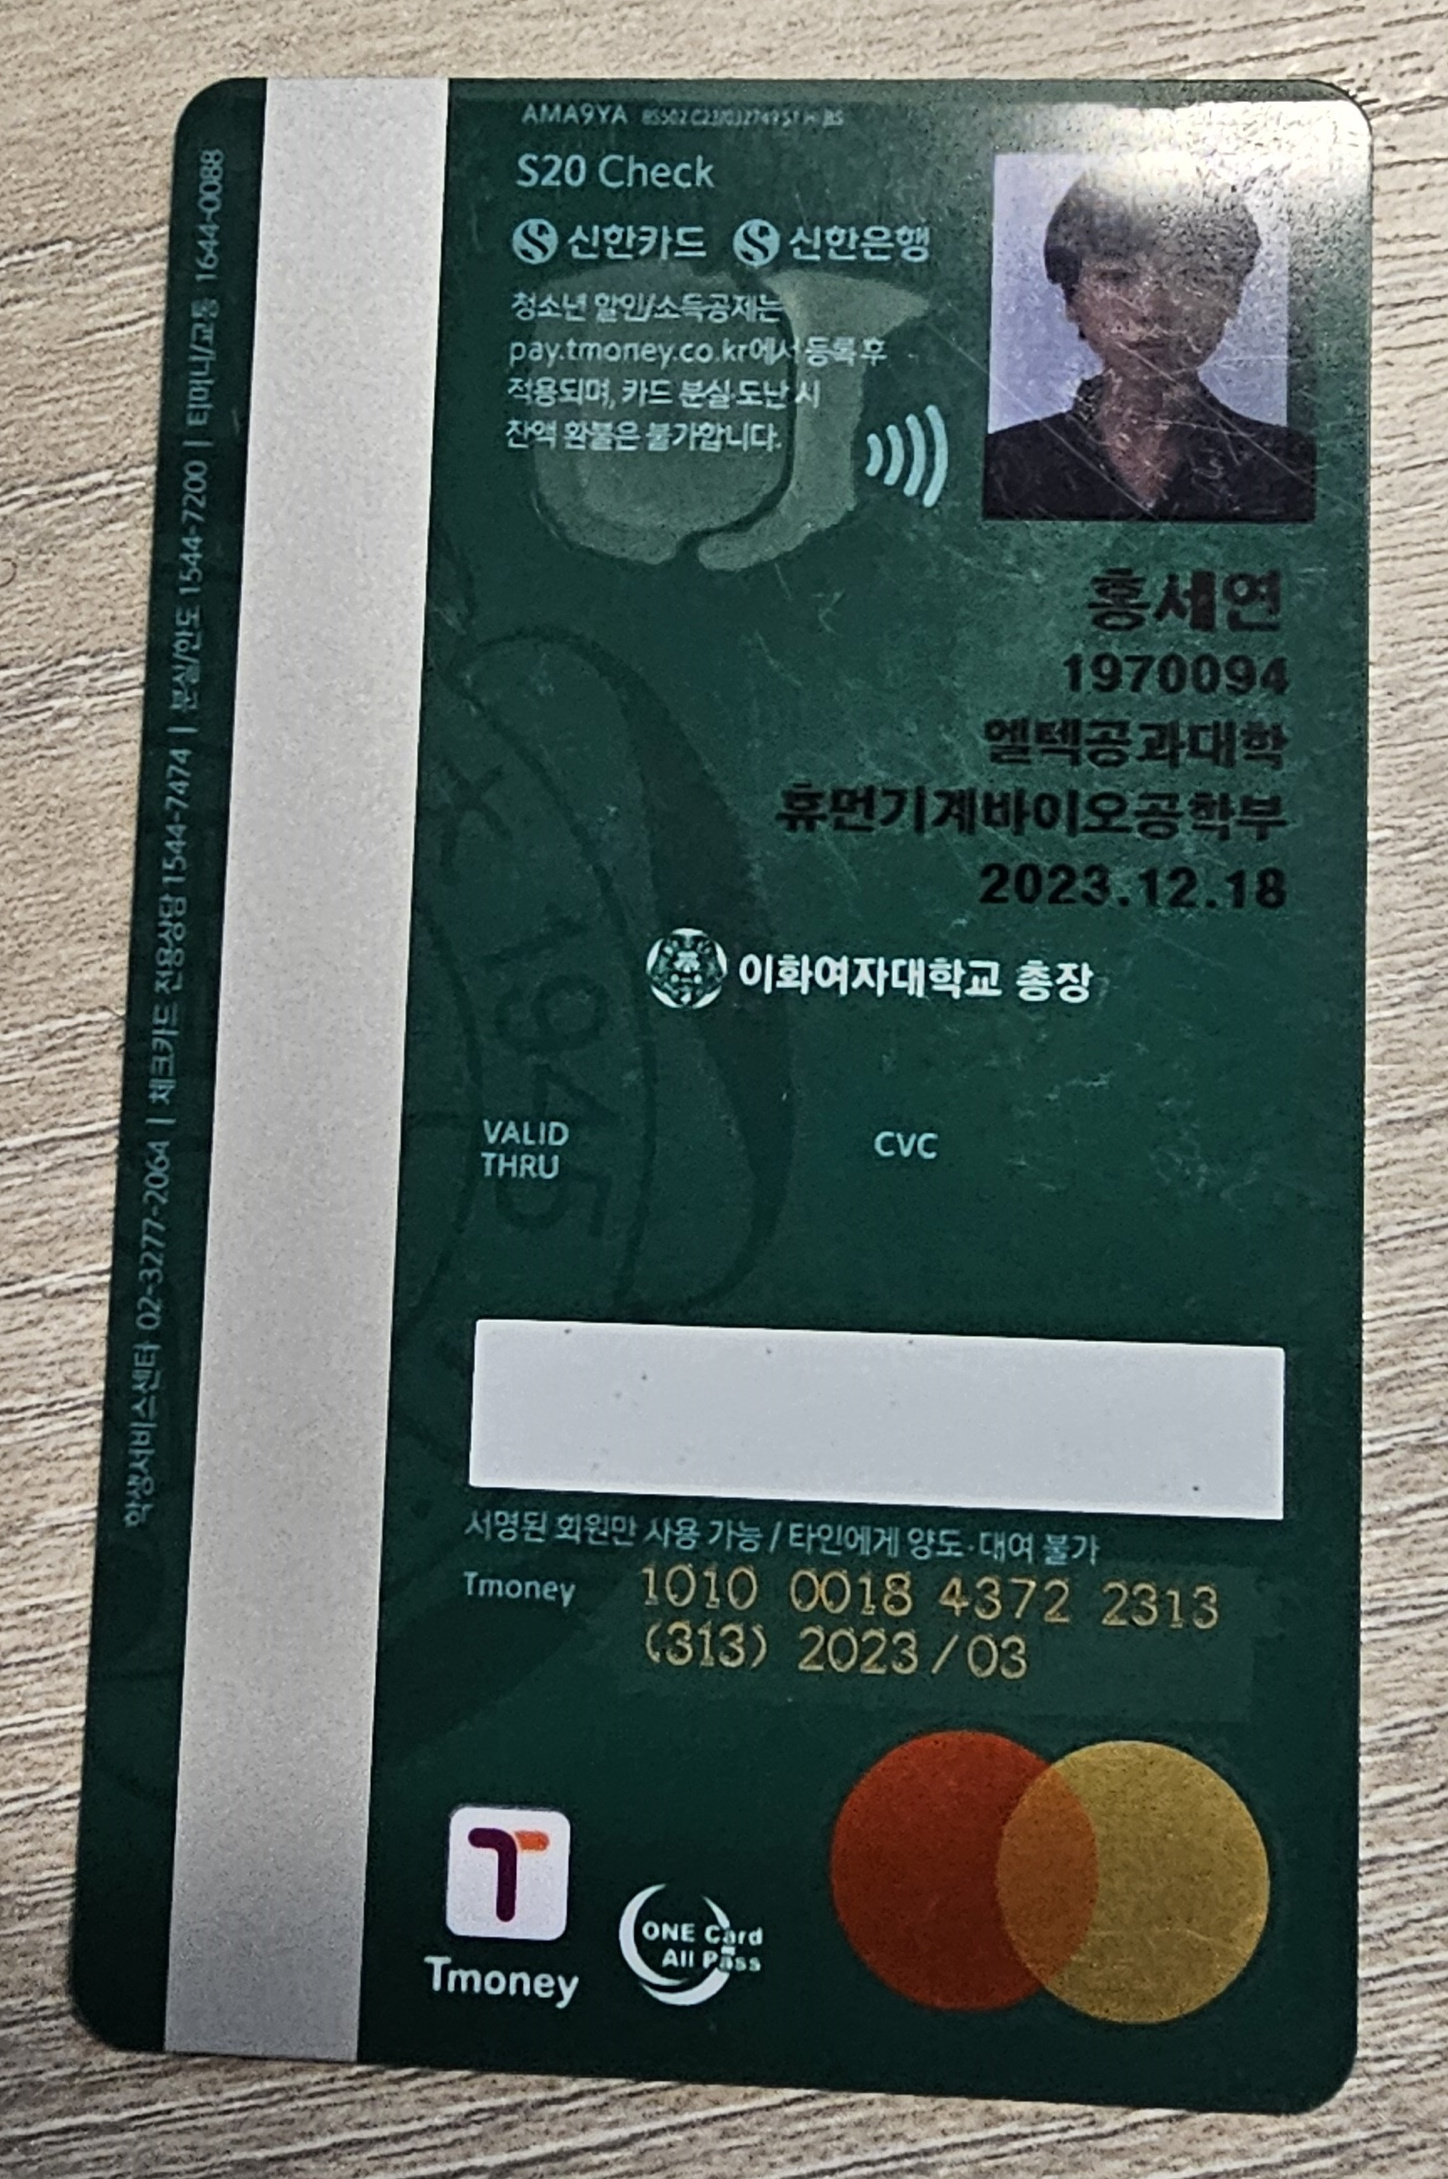 AMA9YA
S20 Check
신한카드 신한은행
청소년 할인/소득공제는
pay.tmoney.co.kr에서 등록 후
적용되며, 카드 분실·도난 시
잔액 환불은 불가합니다.
홍세연
1970094
엘텍공과대학
휴먼기계바이오공학부
2023.12.18
이화여자대학교 총장
1945
VALID
THRU
CVC
서명된 회원만 사용 가능 / 타인에게 양도·대여 불가
Tmoney 1010 0018 4372 2313
(313) 2023/03
Tmoney
ONE Card
All Pass
학생서비스센터 02-3277-2064 | 체크카드 전용상담 1544-7474 | 분실/한도 1544-7200 | 티머니/교통 1644-0088